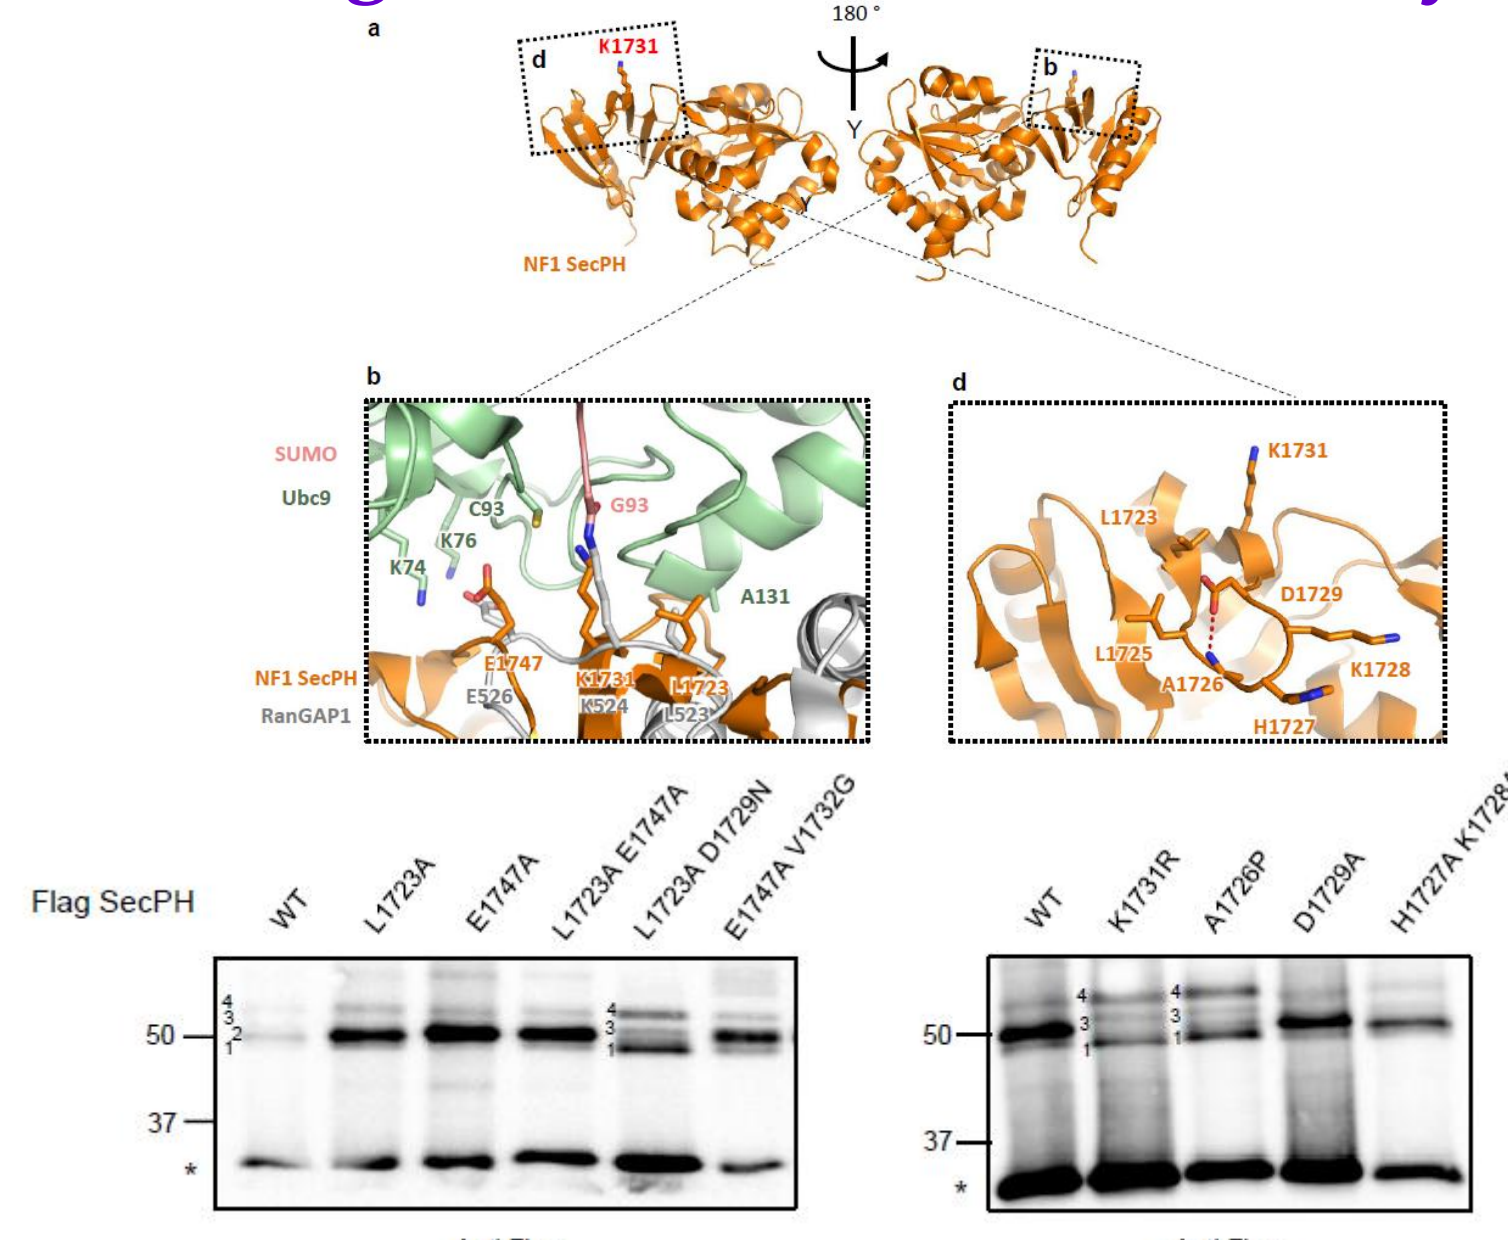 a
180 °
K1731
d
b
Y
Y
NF1 SecPH
b
d
SUMO
Ubc9
C93
G93
K76
K74
A131
NF1 SecPH
E1747
K1731
L1723
RanGAP1
E526
K524
L523
K1731
L1723
D1729
L1725
K1728
A1726
H1727
Flag SecPH
WT
L1723A
E1747A
L1723A E1747A
L1723A D1729N
E1747A V1732G
WT
K1731R
A1726P
D1729A
4
3
50
2
1
4
3
1
37
*
50
4
3
1
4
3
1
37
*